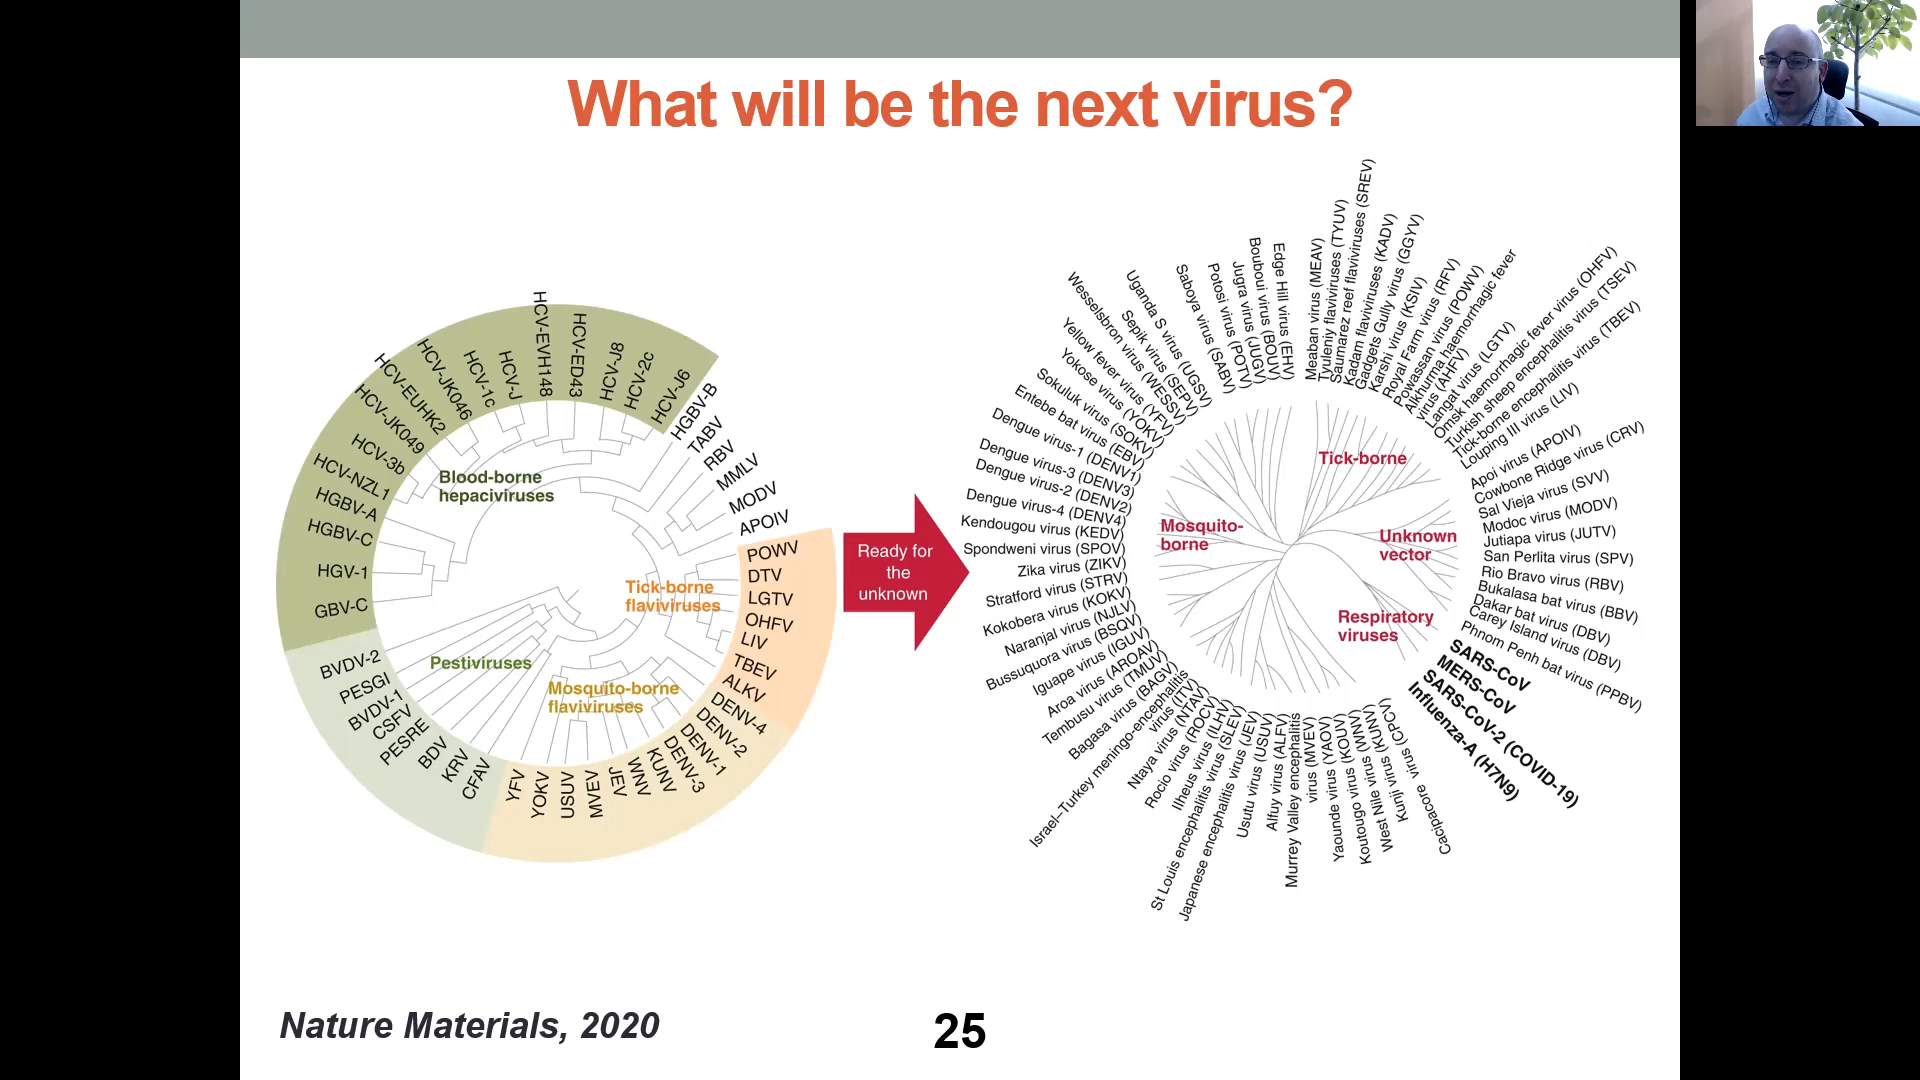 What will be the next virus?
HCV-EVH148
HCV-ED43
HCV-J8
HCV-2c
HCV-J6
HCV-J
HCV-1c
HCV-JK046
HCV-EUHK2
HCV-JK049
HCV-3b
HCV-NZL1
HGBV-A
HGBV-C
HGV-1
GBV-C
HGBV-B
TABV
RBV
MMLV
MODV
APOIV
POWV
DTV
LGTV
OHFV
LIV
TBEV
ALKV
DENV-4
DENV-2
DENV-1
DENV-3
KUNV
WNV
JEV
MVEV
USUV
YOKV
YFV
CFAV
KRV
BDV
PESRE
CSFV
BVDV-1
PESGI
BVDV-2
Blood-borne
hepaciviruses
Tick-borne
flaviviruses
Pestiviruses
Mosquito-borne
flaviviruses
Ready for
the
unknown
Meaban virus (MEAV)
Tyuleniy flaviviruses (TYUV)
Saumarez reef flaviviruses (SREV)
Kadam flaviviruses (KADV)
Gadgets Gully virus (GGYV)
Karshi virus (KSIV)
Royal Farm virus (RFV)
Powassan virus (POWV)
Alkhurma haemorrhagic fever
virus (AHFV)
Langat virus (LGTV)
Omsk haemorrhagic fever virus (OHFV)
Turkish sheep encephalitis virus (TSEV)
Tick-borne encephalitis virus (TBEV)
Louping Ill virus (LIV)
Apoi virus (APOIV)
Cowbone Ridge virus (CRV)
Sal Vieja virus (SVV)
Modoc virus (MODV)
Jutiapa virus (JUTV)
San Perlita virus (SPV)
Rio Bravo virus (RBV)
Bukalasa bat virus (BBV)
Dakar bat virus (DBV)
Carey Island virus (DBV)
Phnom Penh bat virus (PPBV)
SARS-CoV
MERS-CoV
SARS-CoV-2 (COVID-19)
Influenza-A (H7N9)
Cacipacore virus (CPCV)
Kunji virus (KUNV)
West Nile virus (WNV)
Koutougo virus (KOUV)
Yaounde virus (YAOV)
Murrey Valley encephalitis
virus (MVEV)
Alfuy virus (ALFV)
Usutu virus (USUV)
Japanese encephalitis virus (JEV)
St Louis encephalitis virus (SLEV)
Ilheus virus (ILHV)
Rocio virus (ROCV)
Ntaya virus (NTAV)
Israel–Turkey meningo-encephalitis
virus (ITV)
Bagasa virus (BAGV)
Tembusu virus (TMUV)
Aroa virus (AROAV)
Iguape virus (IGUV)
Bussuquora virus (BSQV)
Naranjal virus (NJLV)
Kokobera virus (KOKV)
Stratford virus (STRV)
Zika virus (ZIKV)
Spondweni virus (SPOV)
Kendougou virus (KEDV)
Dengue virus-4 (DENV4)
Dengue virus-2 (DENV2)
Dengue virus-3 (DENV3)
Dengue virus-1 (DENV1)
Entebe bat virus (EBV)
Sokuluk virus (SOKV)
Yokose virus (YOKV)
Yellow fever virus (YFV)
Wesselsbron virus (WESSV)
Sepik virus (SEPV)
Uganda S virus (UGSV)
Saboya virus (SABV)
Potosi virus (POTV)
Jugra virus (JUGV)
Bouboui virus (BOUV)
Edge Hill virus (EHV)
Tick-borne
Mosquito-
borne
Unknown
vector
Respiratory
viruses
Nature Materials, 2020
25